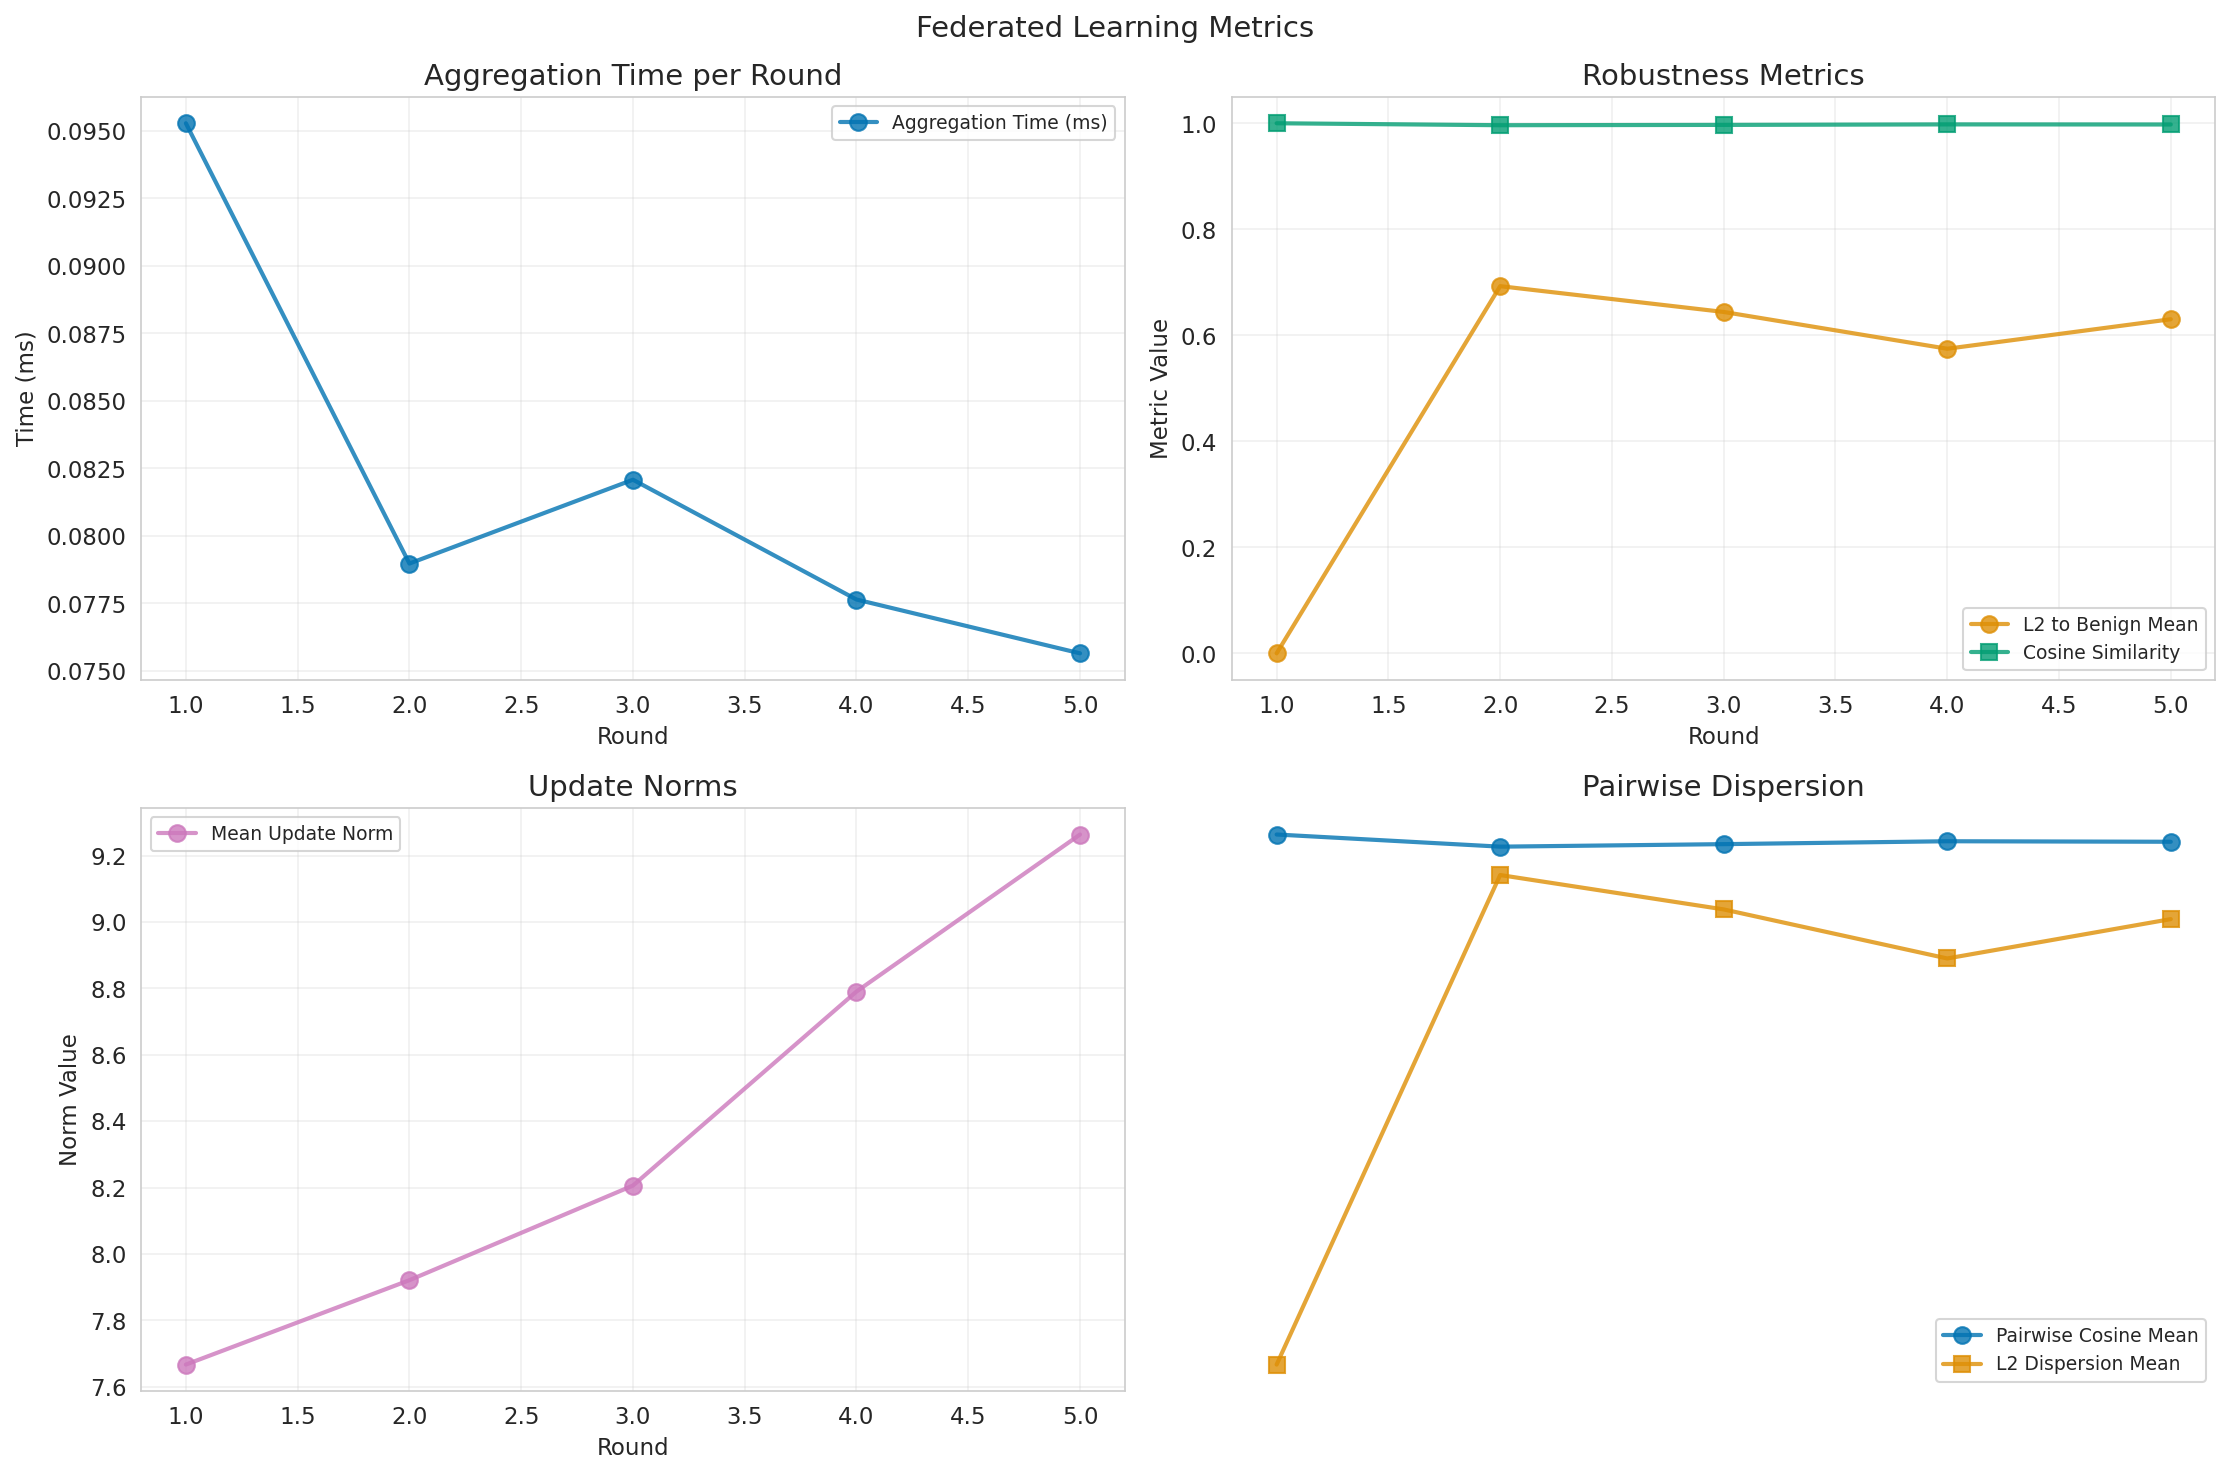 Federated Learning Metrics
Aggregation Time per Round
Aggregation Time (ms)
0.0950
0.0925
0.0900
0.0875
0.0850
0.0825
0.0800
0.0775
0.0750
Time (ms)
1.0 1.5 2.0 2.5 3.0 3.5 4.0 4.5 5.0
Round
Robustness Metrics
1.0
0.8
0.6
0.4
0.2
0.0
Metric Value
L2 to Benign Mean
Cosine Similarity
1.0 1.5 2.0 2.5 3.0 3.5 4.0 4.5 5.0
Round
Update Norms
Mean Update Norm
9.2
9.0
8.8
8.6
8.4
8.2
8.0
7.8
7.6
Norm Value
1.0 1.5 2.0 2.5 3.0 3.5 4.0 4.5 5.0
Round
Pairwise Dispersion
Pairwise Cosine Mean
L2 Dispersion Mean